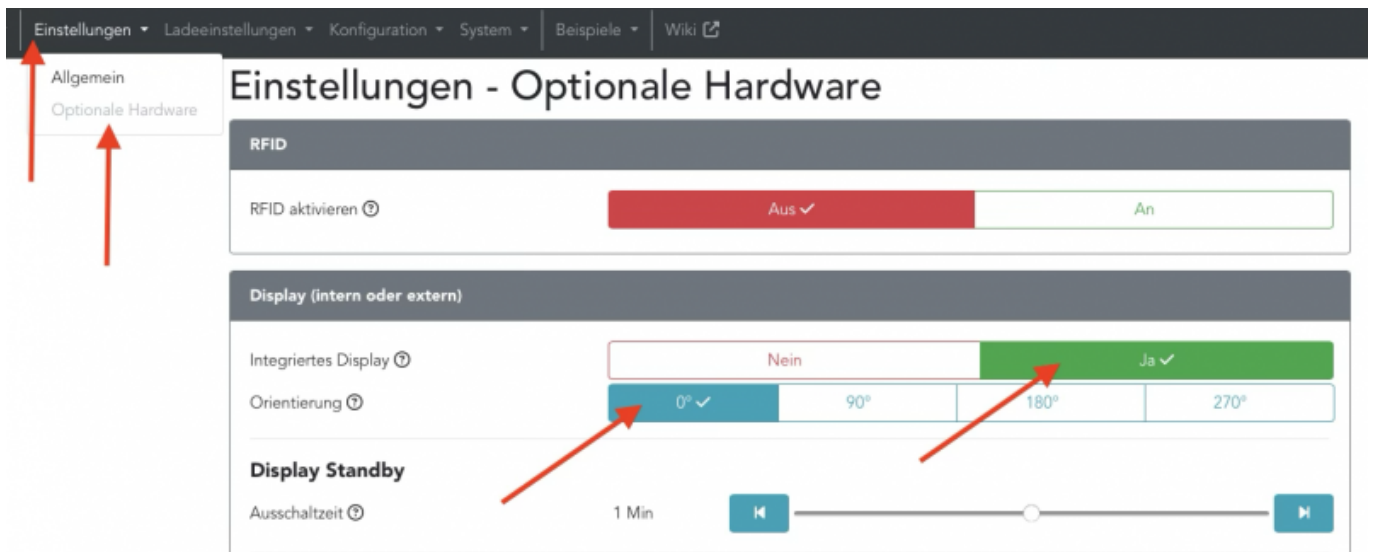 Einstellungen Ladeeinstellungen Konfiguration System Beispiele Wiki
Allgemein
Optionale Hardware
Einstellungen - Optionale Hardware
RFID
RFID aktivieren Aus An
Display (intern oder extern)
Integriertes Display Nein Ja
Orientierung 0° 90° 180° 270°
Display Standby
Ausschaltzeit 1 Min